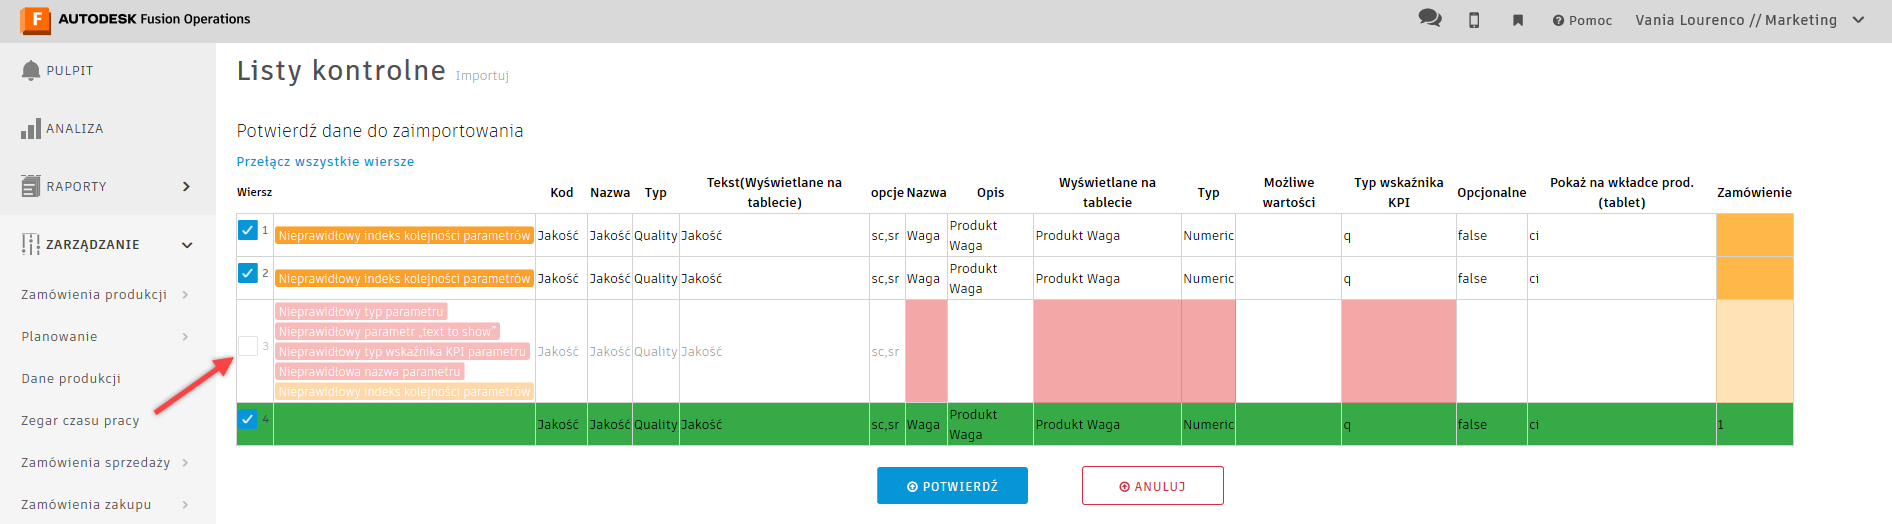 F AUTODESK Fusion Operations
Pomoc
Vania Lourenco // Marketing
PULPIT
ANALIZA
RAPORTY
ZARZĄDZANIE
Zamówienia produkcji
Planowanie
Dane produkcji
Zegar czasu pracy
Zamówienia sprzedaży
Zamówienia zakupu
Listy kontrolne Importuj
Potwierdź dane do zaimportowania
Przełącz wszystkie wiersze
Wiersz Kod Nazwa Typ Tekst(Wyświetlane na tablecie) opcje Nazwa Opis Wyświetlane na tablecie Typ Możliwe wartości Typ wskaźnika KPI Opcjonalne Pokaż na wkładce prod. (tablet) Zamówienie
1 Nieprawidłowy indeks kolejności parametrów Jakość Jakość Quality Jakość sc,sr Waga Produkt Waga Produkt Waga Numeric q false ci
2 Nieprawidłowy indeks kolejności parametrów Jakość Jakość Quality Jakość sc,sr Waga Produkt Waga Produkt Waga Numeric q false ci
Nieprawidłowy typ parametru
Nieprawidłowy parametr „text to show”
3 Nieprawidłowy typ wskaźnika KPI parametru Jakość Jakość Quality Jakość sc,sr
Nieprawidłowa nazwa parametru
Nieprawidłowy indeks kolejności parametrów
4 Jakość Jakość Quality Jakość sc,sr Waga Produkt Waga Produkt Waga Numeric q false ci 1
POTWIERDŹ
ANULUJ